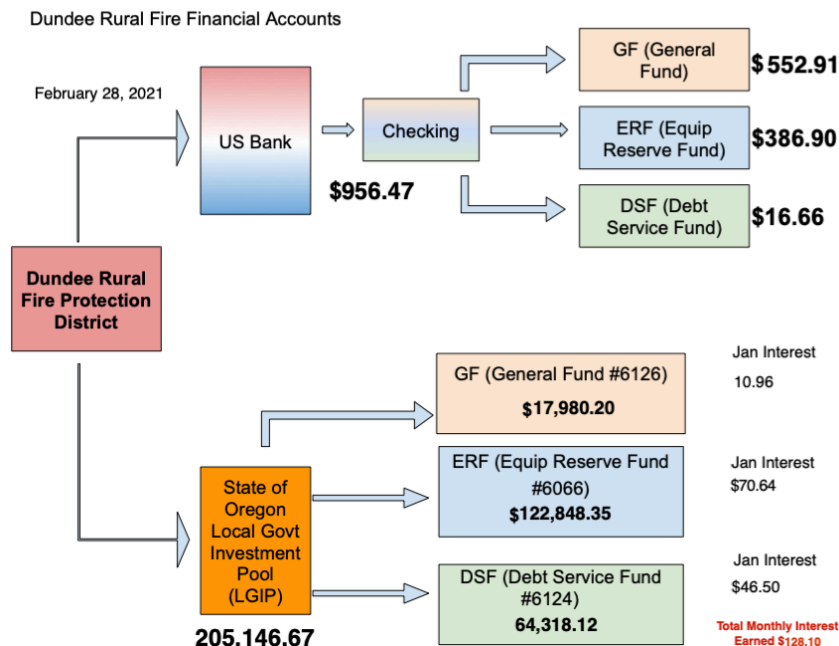 Dundee Rural Fire Financial Accounts
February 28, 2021
US Bank
Checking
$956.47
GF (General
Fund)
$552.91
ERF (Equip
Reserve Fund)
$386.90
DSF (Debt
Service Fund)
$16.66
Dundee Rural
Fire Protection
District
State of
Oregon
Local Govt
Investment
Pool
(LGIP)
205,146.67
GF (General Fund #6126)
$17,980.20
Jan Interest
10.96
ERF (Equip Reserve Fund
#6066)
$122,848.35
Jan Interest
$70.64
DSF (Debt Service Fund
#6124)
64,318.12
Jan Interest
$46.50
Total Monthly Interest
Earned $128.10